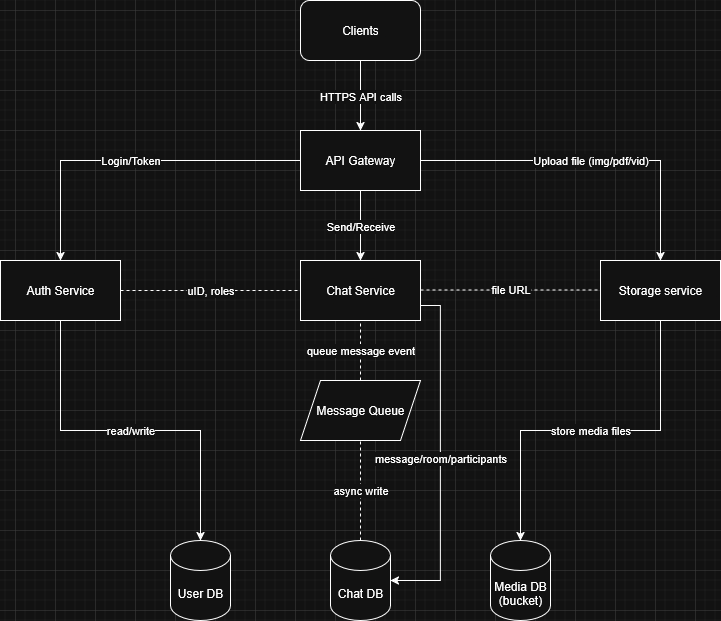 Clients
HTTPS API calls
Login/Token
API Gateway
Upload file (img/pdf/vid)
Send/Receive
Auth Service
uID, roles
Chat Service
file URL
Storage service
queue message event
Message Queue
read/write
store media files
message/room/participants
async write
User DB
Chat DB
Media DB
(bucket)